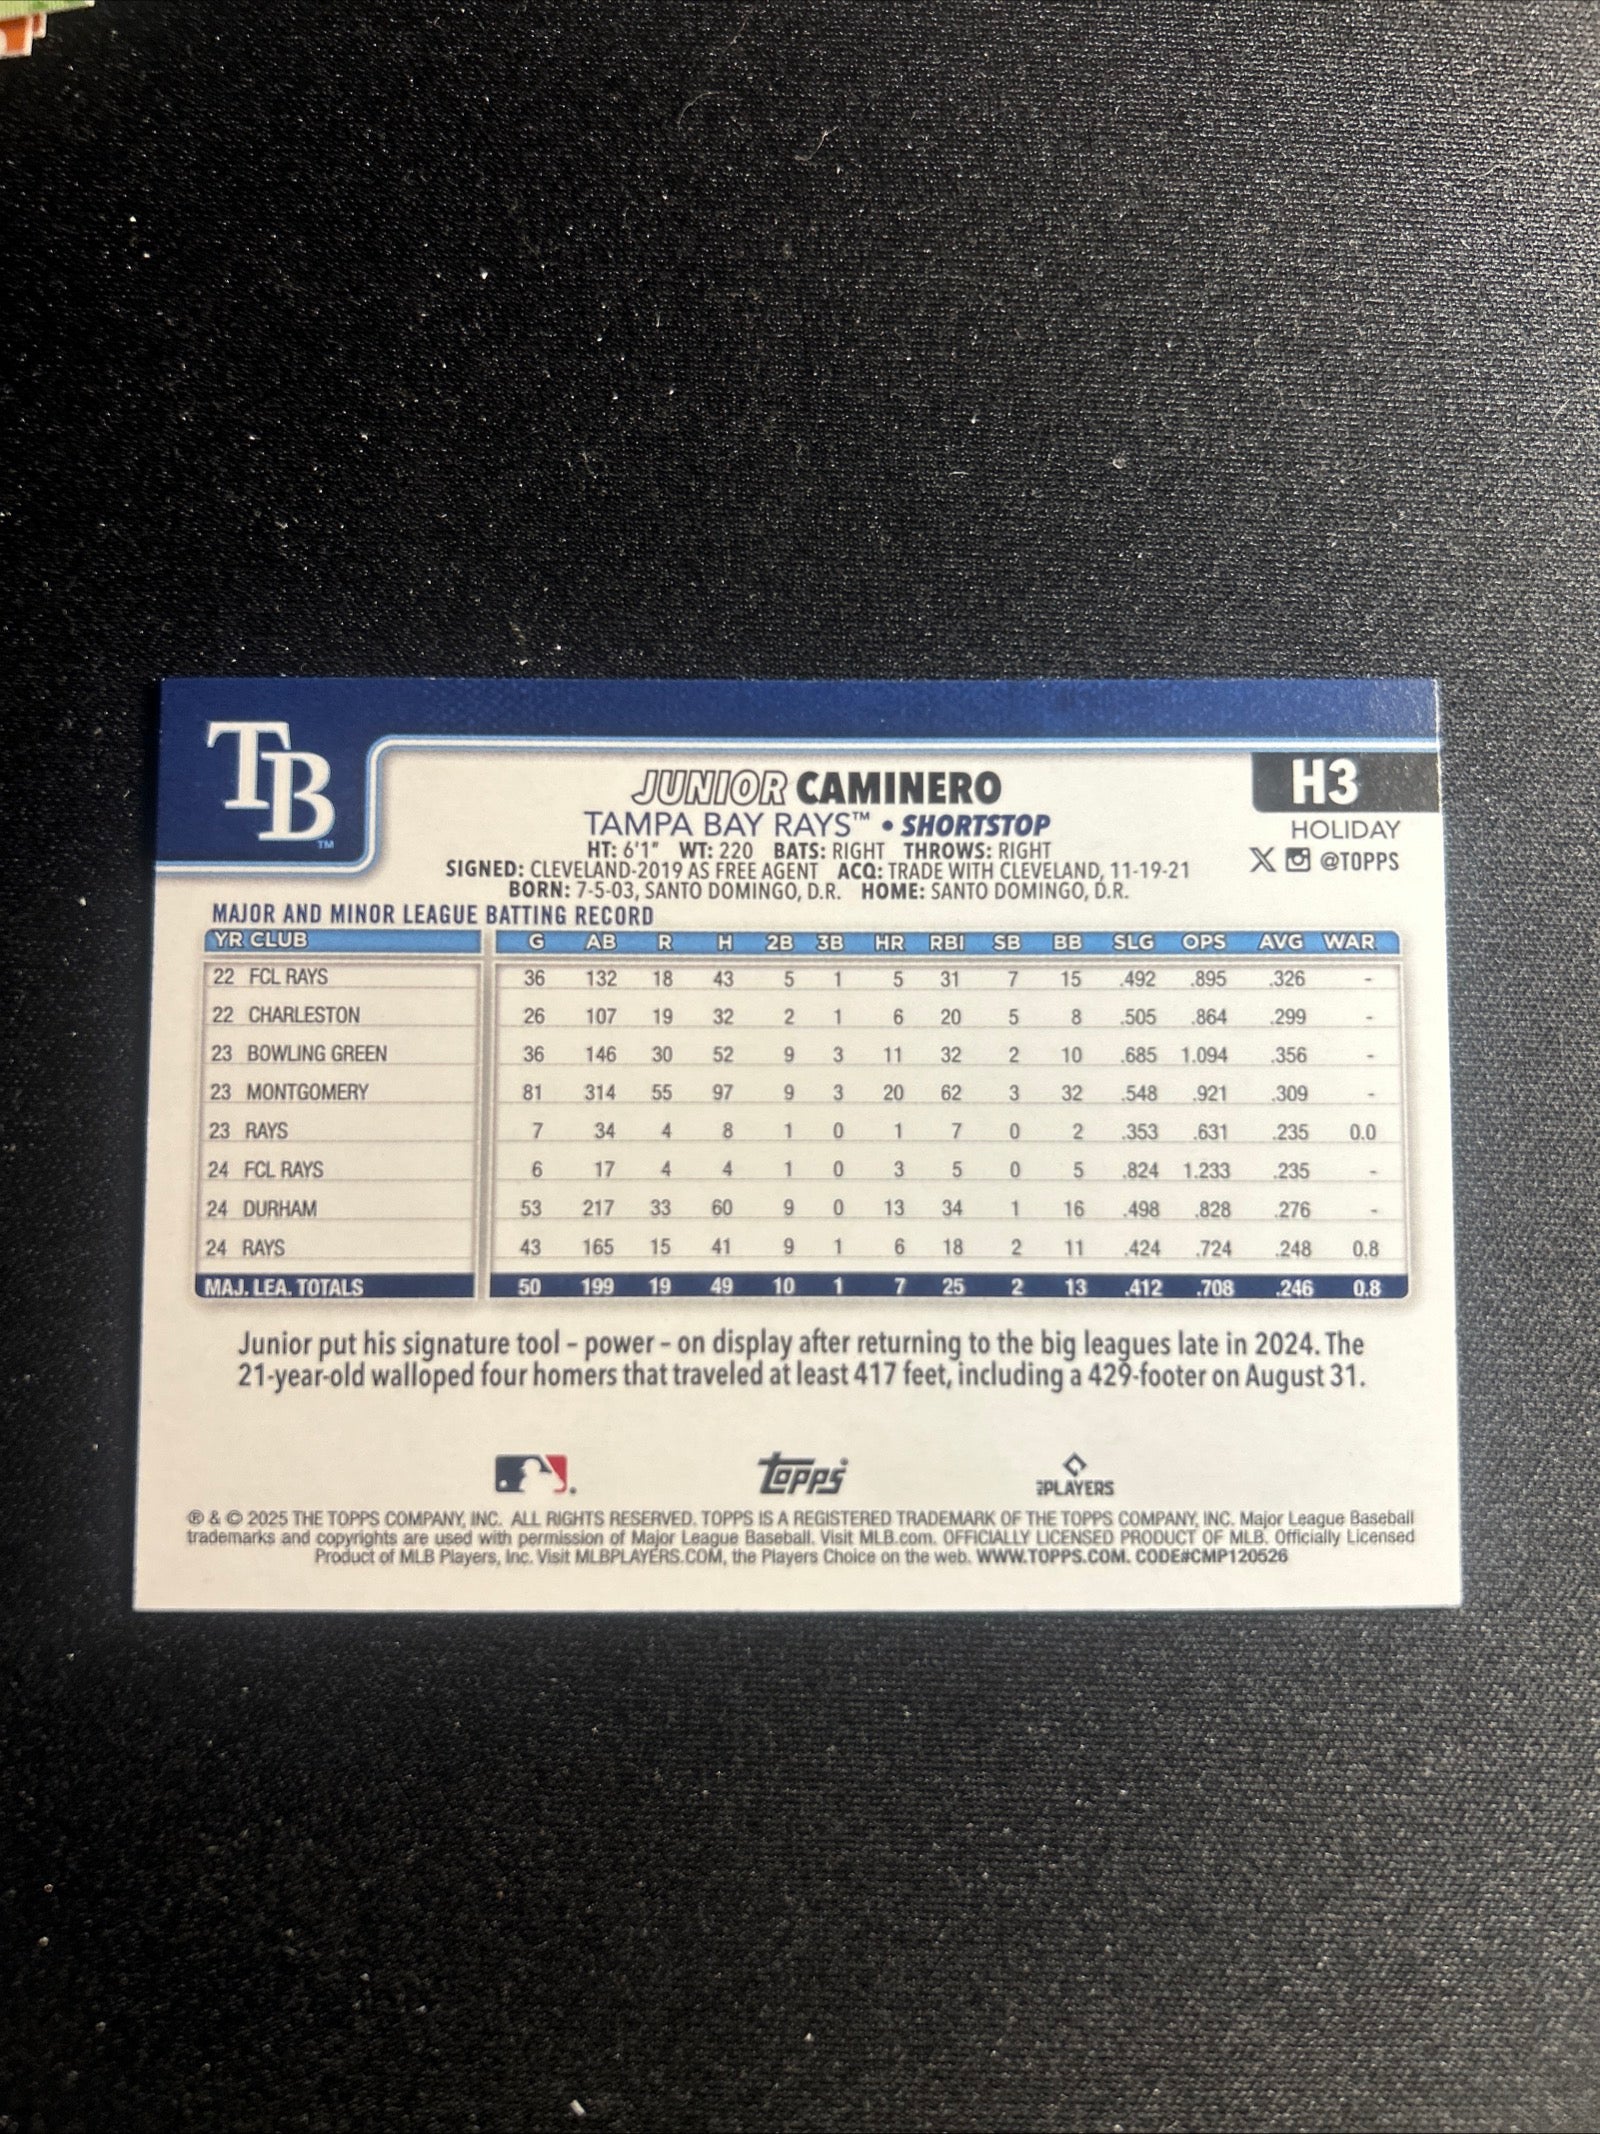 TB™
JUNIOR CAMINERO
H3
TAMPA BAY RAYS™ • SHORTSTOP
HOLIDAY
HT: 6'1" WT: 220 BATS: RIGHT THROWS: RIGHT
@TOPPS
SIGNED: CLEVELAND-2019 AS FREE AGENT ACQ: TRADE WITH CLEVELAND, 11-19-21
BORN: 7-5-03, SANTO DOMINGO, D.R. HOME: SANTO DOMINGO, D.R.
MAJOR AND MINOR LEAGUE BATTING RECORD
YR CLUB G AB R H 2B 3B HR RBI SB BB SLG OPS AVG WAR
22 FCL RAYS 36 132 18 43 5 1 5 31 7 15 .492 .895 .326 -
22 CHARLESTON 26 107 19 32 2 1 6 20 5 8 .505 .864 .299 -
23 BOWLING GREEN 36 146 30 52 9 3 11 32 2 10 .685 1.094 .356 -
23 MONTGOMERY 81 314 55 97 9 3 20 62 3 32 .548 .921 .309 -
23 RAYS 7 34 4 8 1 0 1 7 0 2 .353 .631 .235 0.0
24 FCL RAYS 6 17 4 4 1 0 3 5 0 5 .824 1.233 .235 -
24 DURHAM 53 217 33 60 9 0 13 34 1 16 .498 .828 .276 -
24 RAYS 43 165 15 41 9 1 6 18 2 11 .424 .724 .248 0.8
MAJ. LEA. TOTALS 50 199 19 49 10 1 7 25 2 13 .412 .708 .246 0.8
Junior put his signature tool – power – on display after returning to the big leagues late in 2024. The
21-year-old walloped four homers that traveled at least 417 feet, including a 429-footer on August 31.
topps
PLAYERS
® & © 2025 THE TOPPS COMPANY, INC. ALL RIGHTS RESERVED. TOPPS IS A REGISTERED TRADEMARK OF THE TOPPS COMPANY, INC. Major League Baseball
trademarks and copyrights are used with permission of Major League Baseball. Visit MLB.com. OFFICIALLY LICENSED PRODUCT OF MLB. Officially Licensed
Product of MLB Players, Inc. Visit MLBPLAYERS.COM, the Players Choice on the web. WWW.TOPPS.COM. CODE#CMP120526